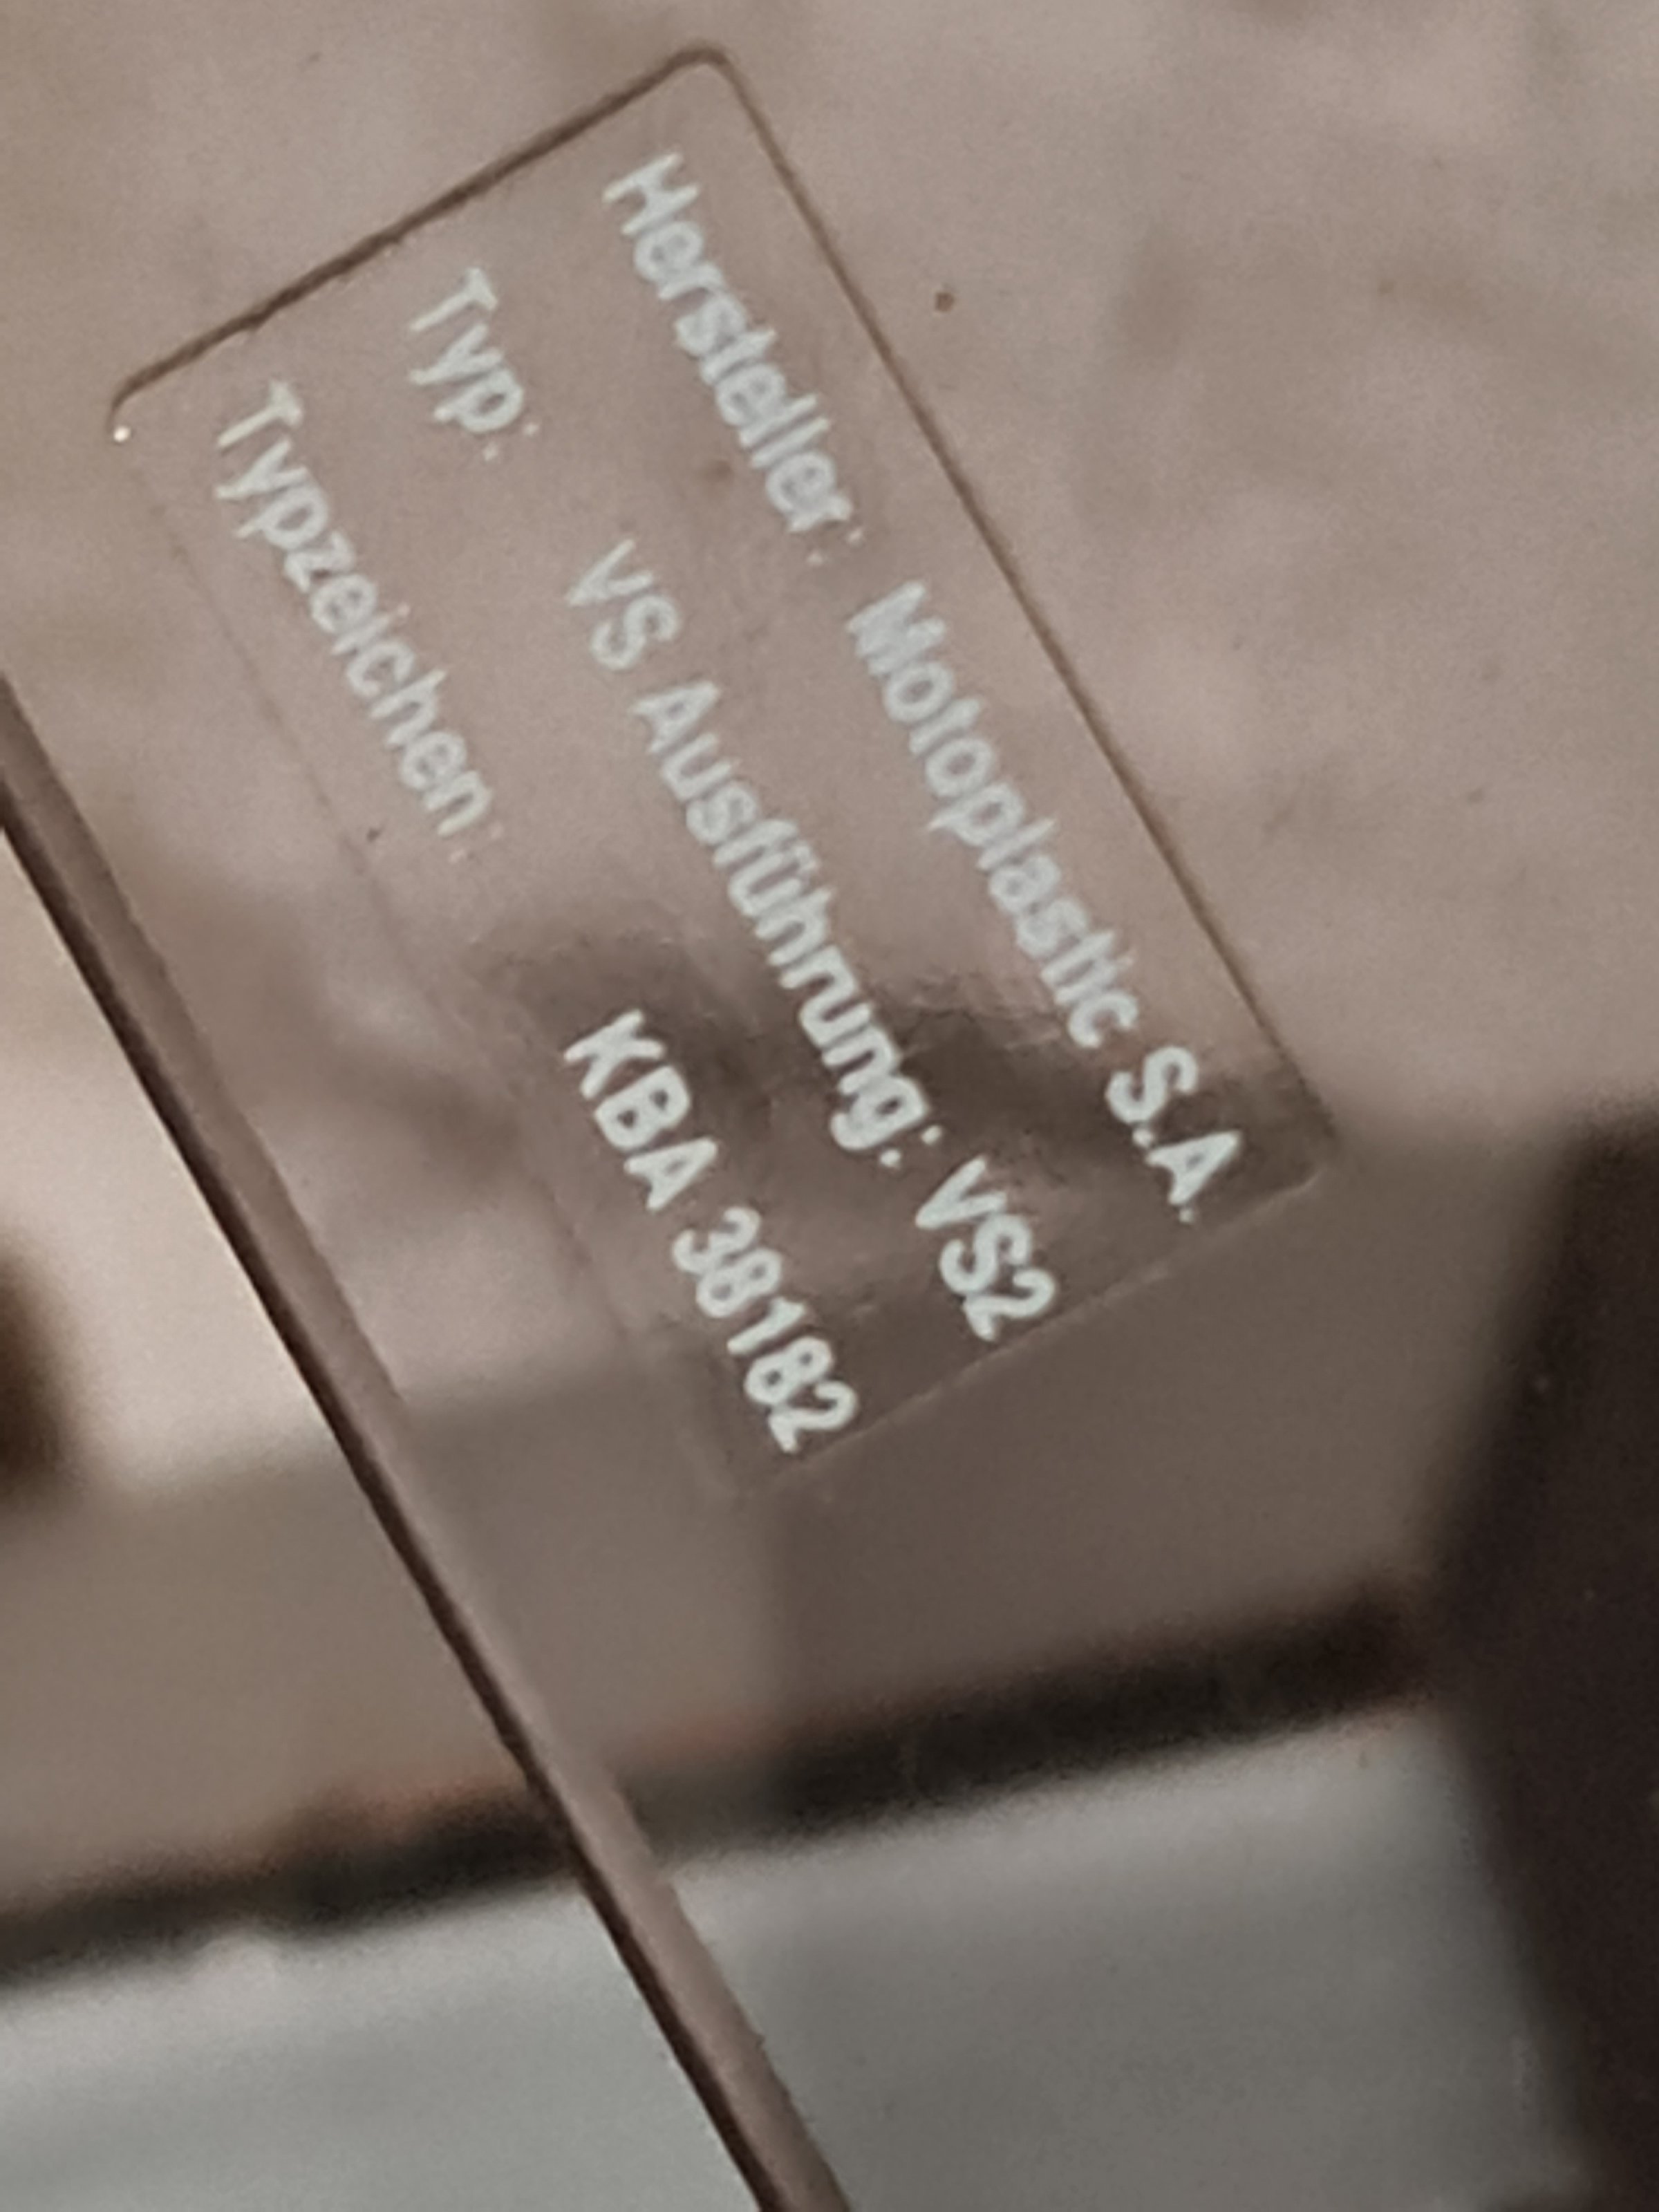 Hersteller: Motoplastic S.A.
Typ: VS Ausführung: VS2
Typzeichen: KBA 38182